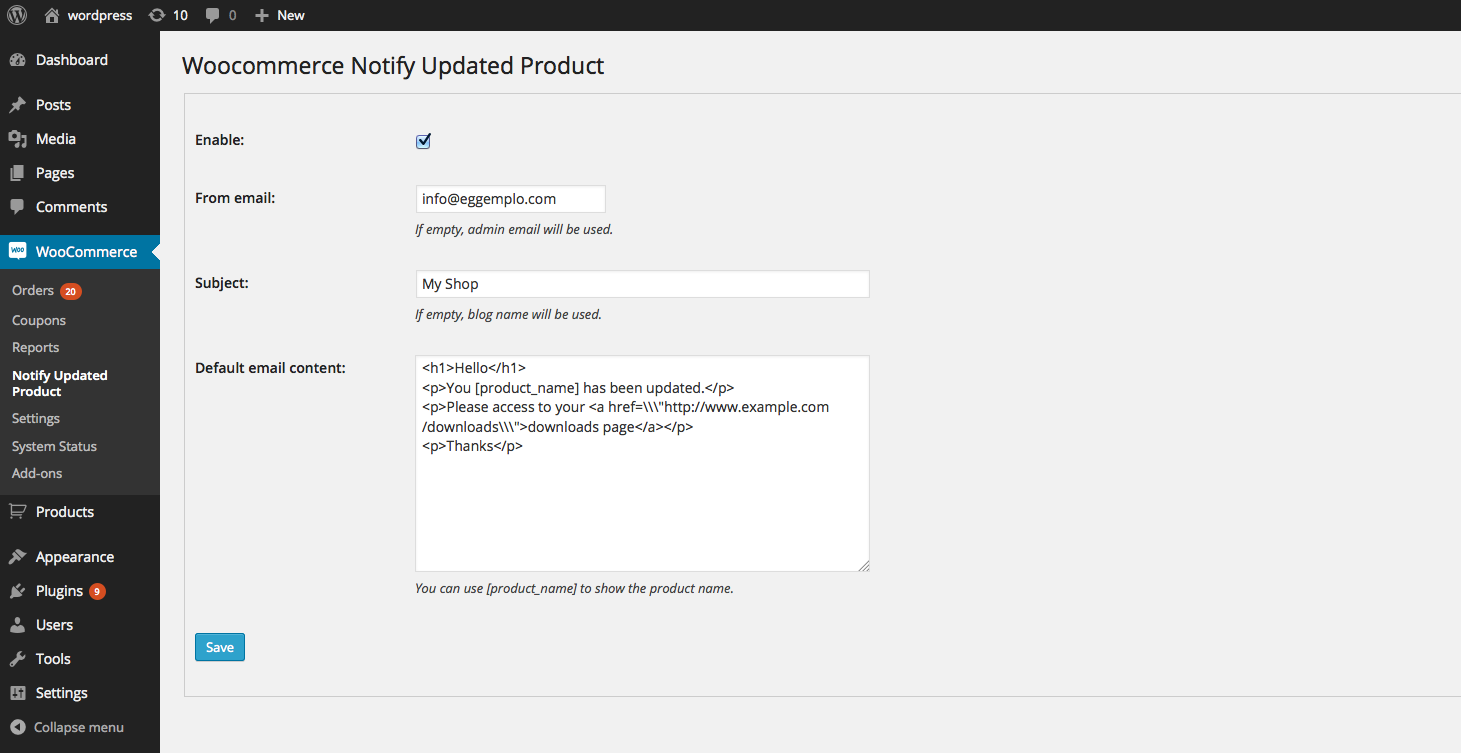 wordpress 10 0 New
Dashboard
Posts
Media
Pages
Comments
WooCommerce
Orders 20
Coupons
Reports
Notify Updated
Product
Settings
System Status
Add-ons
Products
Appearance
Plugins 9
Users
Tools
Settings
Collapse menu
Woocommerce Notify Updated Product
Enable:
From email:
info@eggemplo.com
If empty, admin email will be used.
Subject:
My Shop
If empty, blog name will be used.
Default email content:
<h1>Hello</h1>
<p>You [product_name] has been updated.</p>
<p>Please access to your <a href=\\\"http://www.example.com
/downloads\\\">downloads page</a></p>
<p>Thanks</p>
You can use [product_name] to show the product name.
Save